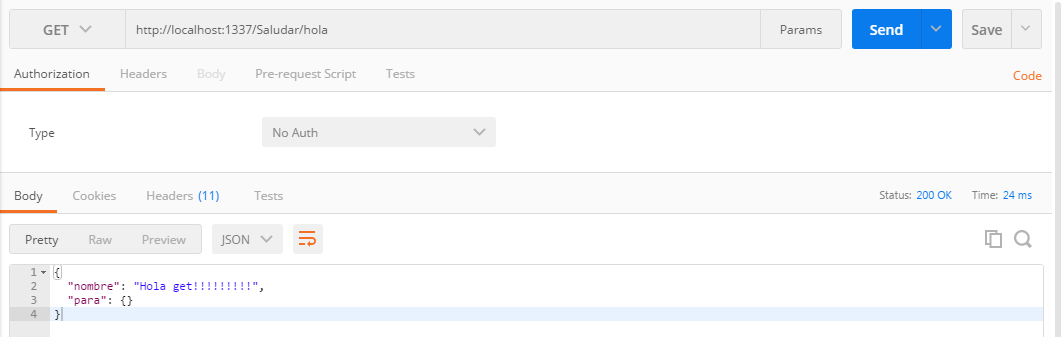 GET http://localhost:1337/Saludar/hola Params Send Save
Authorization Headers Body Pre-request Script Tests Code
Type No Auth
Body Cookies Headers (11) Tests Status: 200 OK Time: 24 ms
Pretty Raw Preview JSON
1 {
2 "nombre": "Hola get!!!!!!!!!",
3 "para": {}
4 }